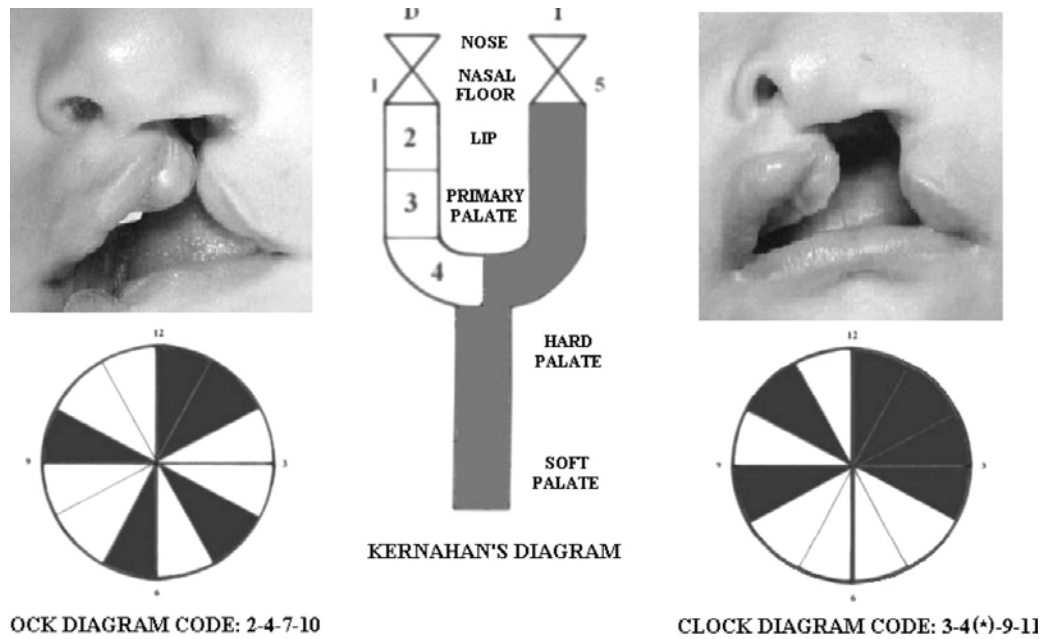 D I
NOSE
1 NASAL 5
FLOOR
2 LIP
3 PRIMARY
PALATE
4
HARD
PALATE
SOFT
PALATE
KERNAHAN'S DIAGRAM
12
9 3
6
OCK DIAGRAM CODE: 2-4-7-10
12
9 3
6
CLOCK DIAGRAM CODE: 3-4(*)-9-11